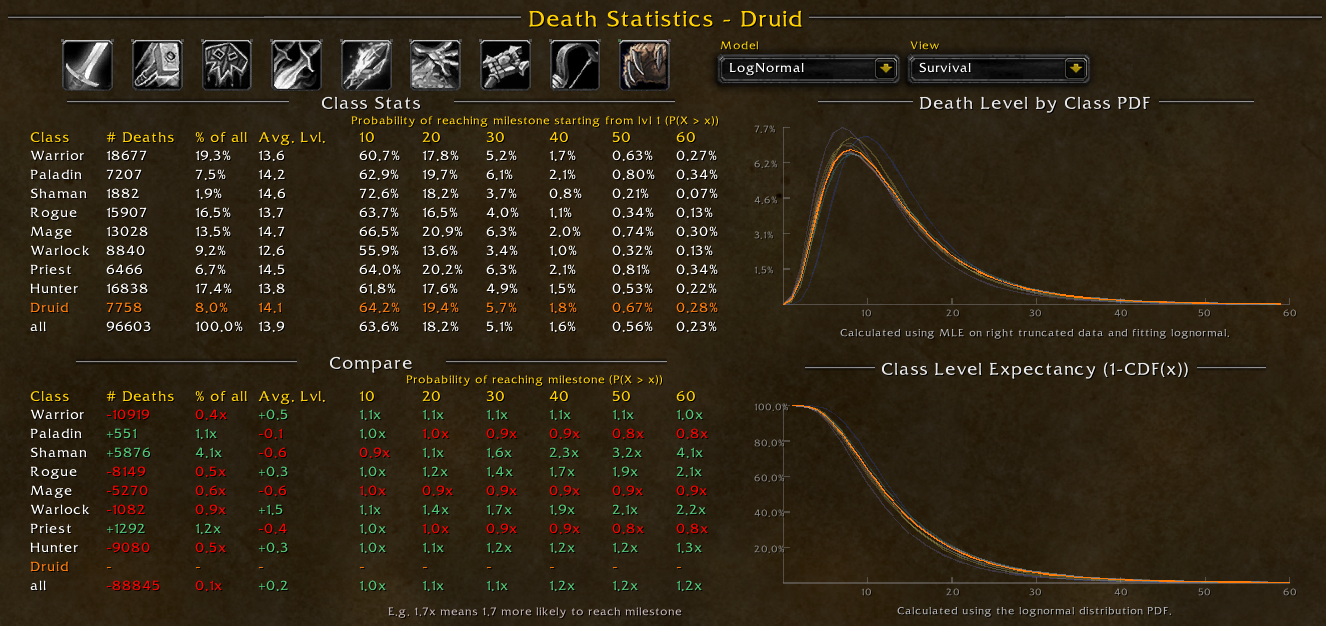 Death Statistics - Druid
Model View
LogNormal Survival
Class Stats
Probability of reaching milestone starting from lvl 1 (P(X > x))
Class # Deaths % of all Avg. Lvl. 10 20 30 40 50 60
Warrior 18677 19.3% 13.6 60.7% 17.8% 5.2% 1.7% 0.63% 0.27%
Paladin 7207 7.5% 14.2 62.9% 19.7% 6.1% 2.1% 0.80% 0.34%
Shaman 1882 1.9% 14.6 72.6% 18.2% 3.7% 0.8% 0.21% 0.07%
Rogue 15907 16.5% 13.7 63.7% 16.5% 4.0% 1.1% 0.34% 0.13%
Mage 13028 13.5% 14.7 66.5% 20.9% 6.3% 2.0% 0.74% 0.30%
Warlock 8840 9.2% 12.6 55.9% 13.6% 3.4% 1.0% 0.32% 0.13%
Priest 6466 6.7% 14.5 64.0% 20.2% 6.3% 2.1% 0.81% 0.34%
Hunter 16838 17.4% 13.8 61.8% 17.6% 4.9% 1.5% 0.53% 0.22%
Druid 7758 8.0% 14.1 64.2% 19.4% 5.7% 1.8% 0.67% 0.28%
all 96603 100.0% 13.9 63.6% 18.2% 5.1% 1.6% 0.56% 0.23%
Compare
Probability of reaching milestone (P(X > x))
Class # Deaths % of all Avg. Lvl. 10 20 30 40 50 60
Warrior -10919 0.4x +0.5 1.1x 1.1x 1.1x 1.1x 1.1x 1.0x
Paladin +551 1.1x -0.1 1.0x 1.0x 0.9x 0.9x 0.8x 0.8x
Shaman +5876 4.1x -0.6 0.9x 1.1x 1.6x 2.3x 3.2x 4.1x
Rogue -8149 0.5x +0.3 1.0x 1.2x 1.4x 1.7x 1.9x 2.1x
Mage -5270 0.6x -0.6 1.0x 0.9x 0.9x 0.9x 0.9x 0.9x
Warlock -1082 0.9x +1.5 1.1x 1.4x 1.7x 1.9x 2.1x 2.2x
Priest +1292 1.2x -0.4 1.0x 1.0x 0.9x 0.9x 0.8x 0.8x
Hunter -9080 0.5x +0.3 1.0x 1.1x 1.2x 1.2x 1.2x 1.3x
Druid - - - - - - - - -
all -88845 0.1x +0.2 1.0x 1.1x 1.1x 1.2x 1.2x 1.2x
E.g. 1.7x means 1.7 more likely to reach milestone
Death Level by Class PDF
7.7%
6.2%
4.6%
3.1%
1.5%
10 20 30 40 50 60
Calculated using MLE on right truncated data and fitting lognormal.
Class Level Expectancy (1-CDF(x))
100.0%
80.0%
60.0%
40.0%
20.0%
10 20 30 40 50 60
Calculated using the lognormal distribution PDF.